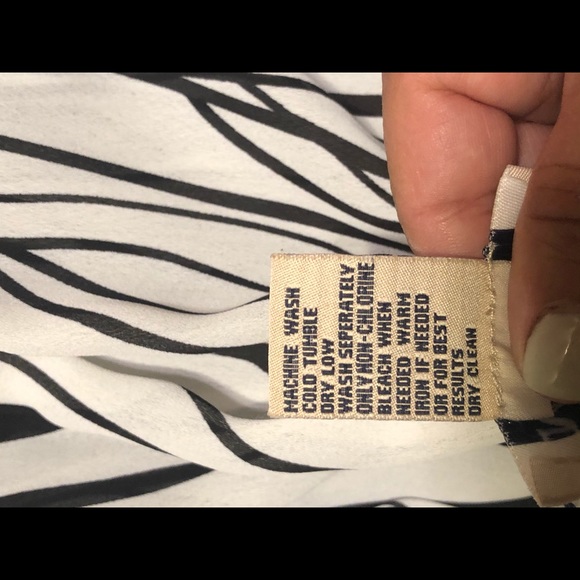 MACHINE WASH
COLD TUMBLE
DRY LOW
WASH SEPERATELY
ONLY NON-CHLORINE
BLEACH WHEN
NEEDED WARM
IRON IF NEEDED
OR FOR BEST
RESULTS
DRY CLEAN